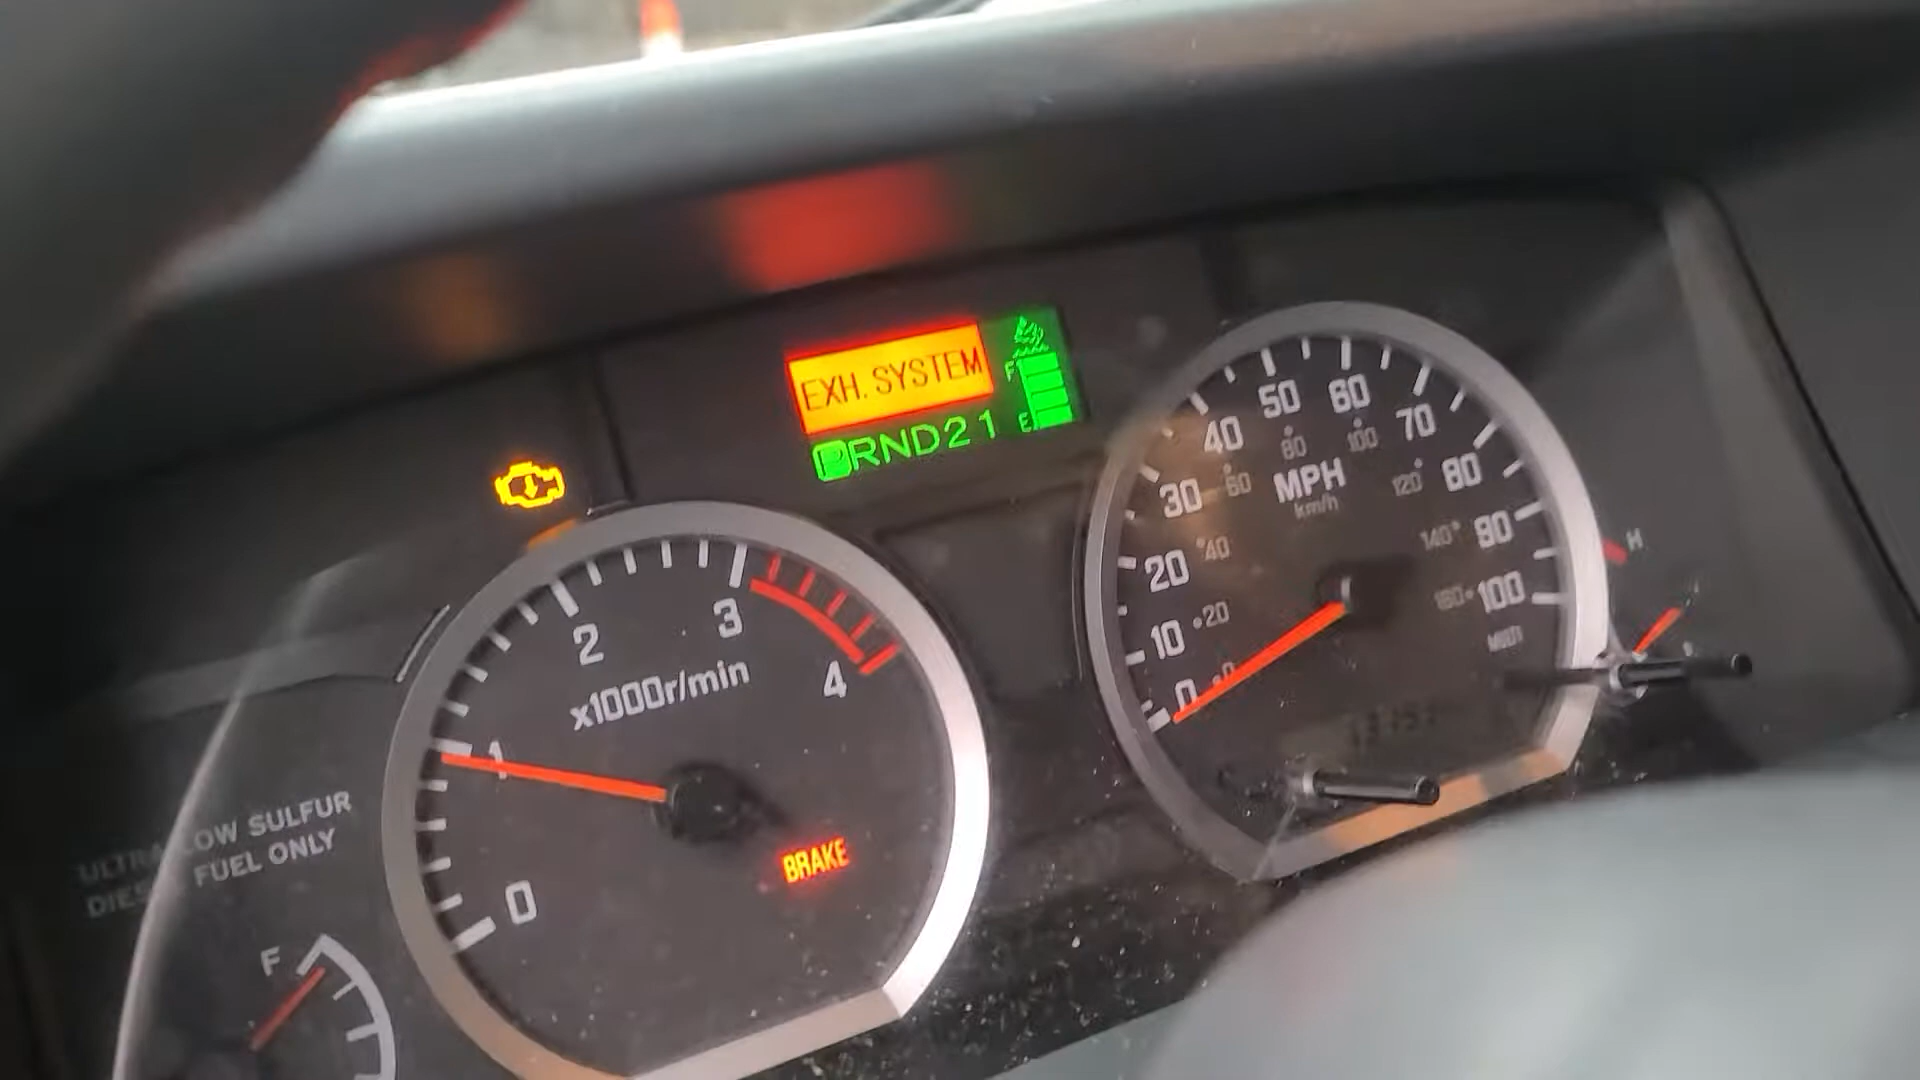 EXH. SYSTEM
F
E
PRND21
40
50
60
70
80
60
80
100
120
30
MPH
km/h
20
40
140
90
10
20
100
0
0
H
0
1
2
3
4
x1000r/min
BRAKE
ULTRA LOW SULFUR
DIESEL FUEL ONLY
F